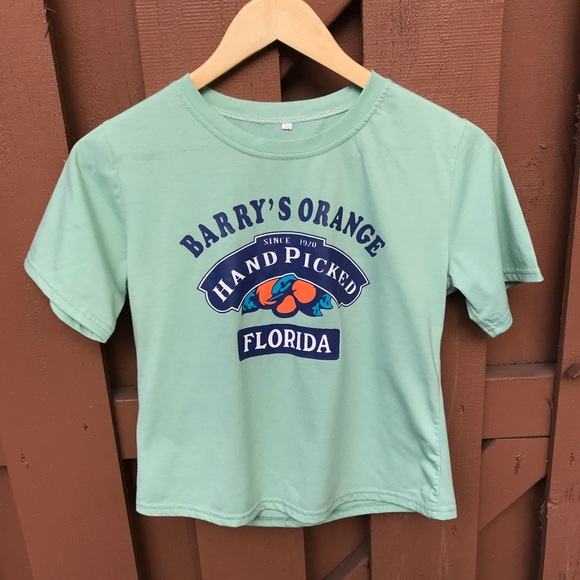 BARRY'S ORANGE
SINCE 1920
HAND PICKED
FLORIDA